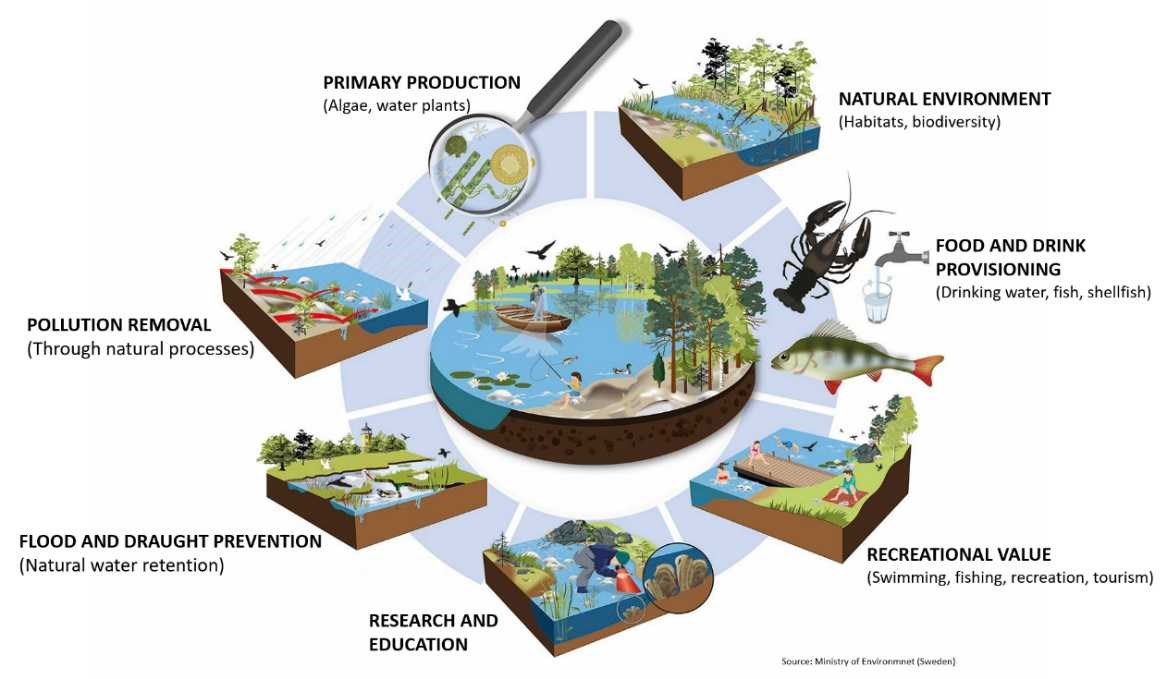 PRIMARY PRODUCTION
(Algae, water plants)
NATURAL ENVIRONMENT
(Habitats, biodiversity)
FOOD AND DRINK
PROVISIONING
(Drinking water, fish, shellfish)
POLLUTION REMOVAL
(Through natural processes)
FLOOD AND DRAUGHT PREVENTION
(Natural water retention)
RECREATIONAL VALUE
(Swimming, fishing, recreation, tourism)
RESEARCH AND
EDUCATION
Source: Ministry of Environmnet (Sweden)